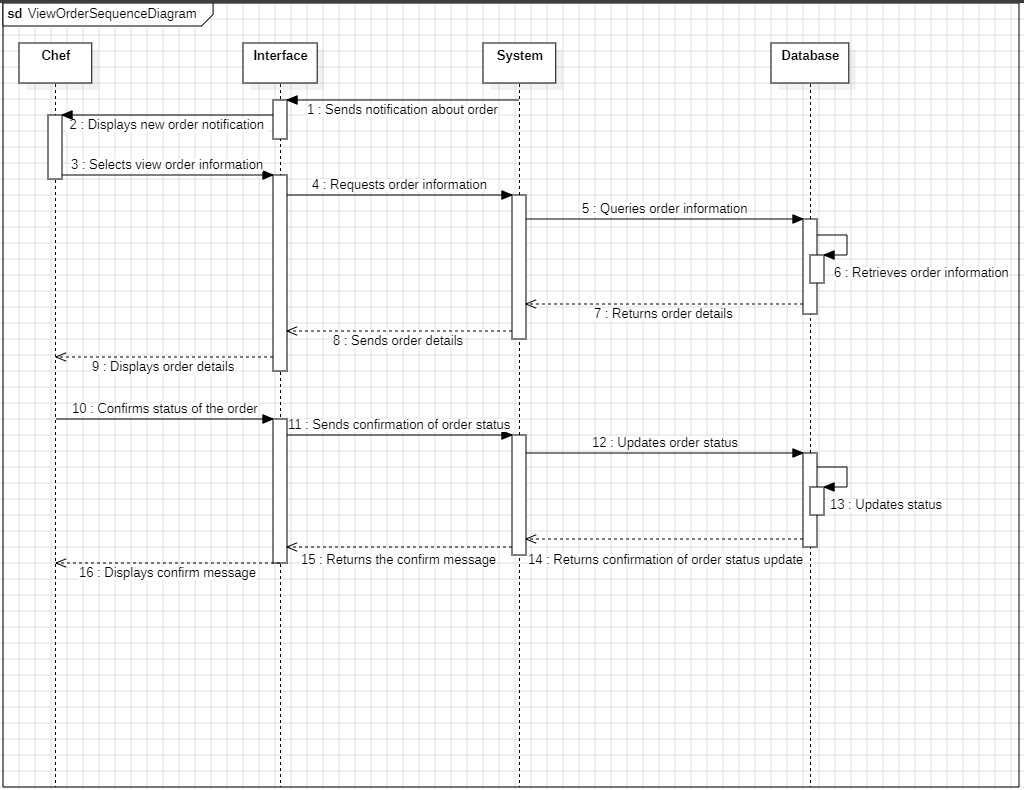 sd ViewOrderSequenceDiagram
Chef
Interface
System
Database
1 : Sends notification about order
2 : Displays new order notification
3 : Selects view order information
4 : Requests order information
5 : Queries order information
6 : Retrieves order information
7 : Returns order details
8 : Sends order details
9 : Displays order details
10 : Confirms status of the order
11 : Sends confirmation of order status
12 : Updates order status
13 : Updates status
14 : Returns confirmation of order status update
15 : Returns the confirm message
16 : Displays confirm message